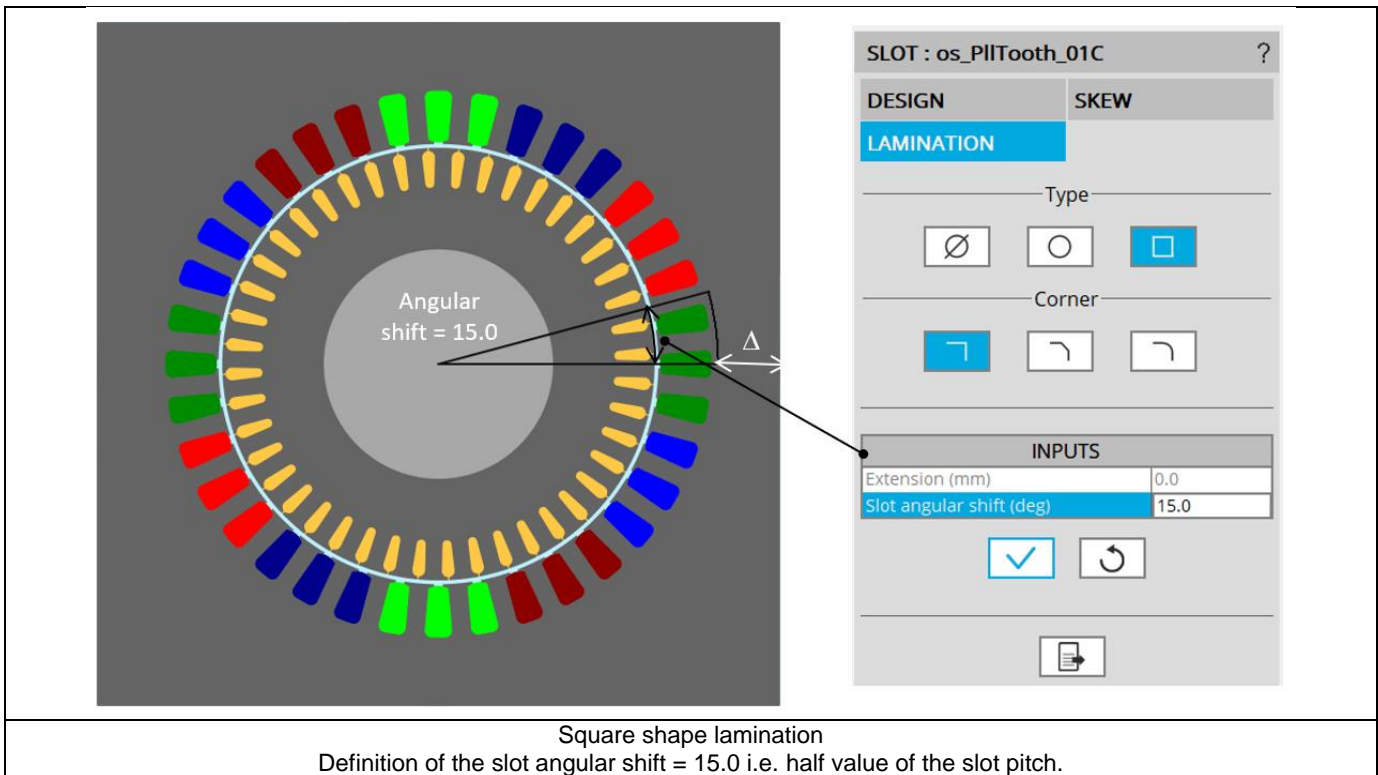 SLOT : os_PllTooth_01C ?
DESIGN SKEW
LAMINATION
Type
Corner
Angular
shift = 15.0
Δ
INPUTS
Extension (mm) 0.0
Slot angular shift (deg) 15.0
Square shape lamination
Definition of the slot angular shift = 15.0 i.e. half value of the slot pitch.